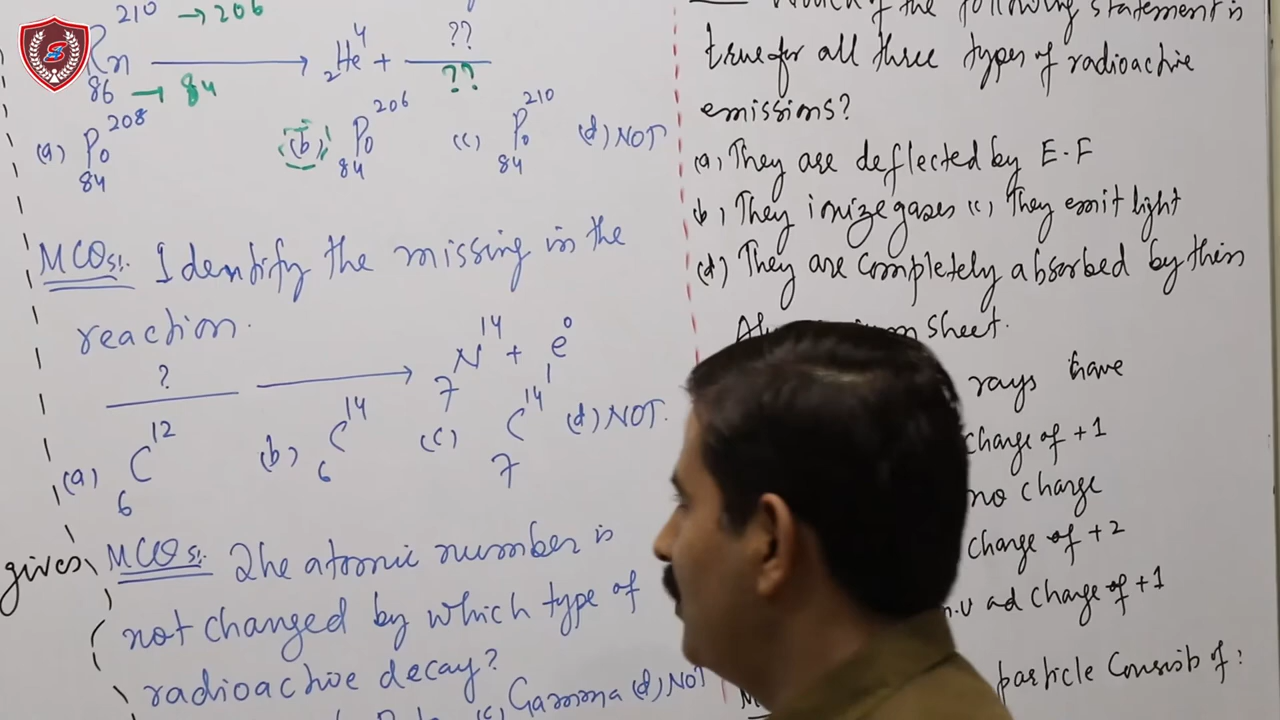 210 → 206
Rn → ₂He⁴ + ??
86 → 84 ??
(a) Po 208 84 (b) Po 206 84 (c) Po 210 84 (d) NOT
MCQs:. Identify the missing in the
reaction.
? → ₇N¹⁴ + e⁰
(a) ₆C¹² (b) ₆C¹⁴ (c) ₇C¹⁴ (d) NOT.
gives
MCQs:. The atomic number is
not changed by which type of
radioactive decay?
(c) Gamma (d) NOT
of the following statement is
true for all three types of radioactive
emissions?
(a) They are deflected by E.F
(b) They ionize gases (c) They emit light
(d) They are completely absorbed by thin
sheet.
rays have
charge of +1
no charge
charge of +2
ad charge of +1
particle consist of: